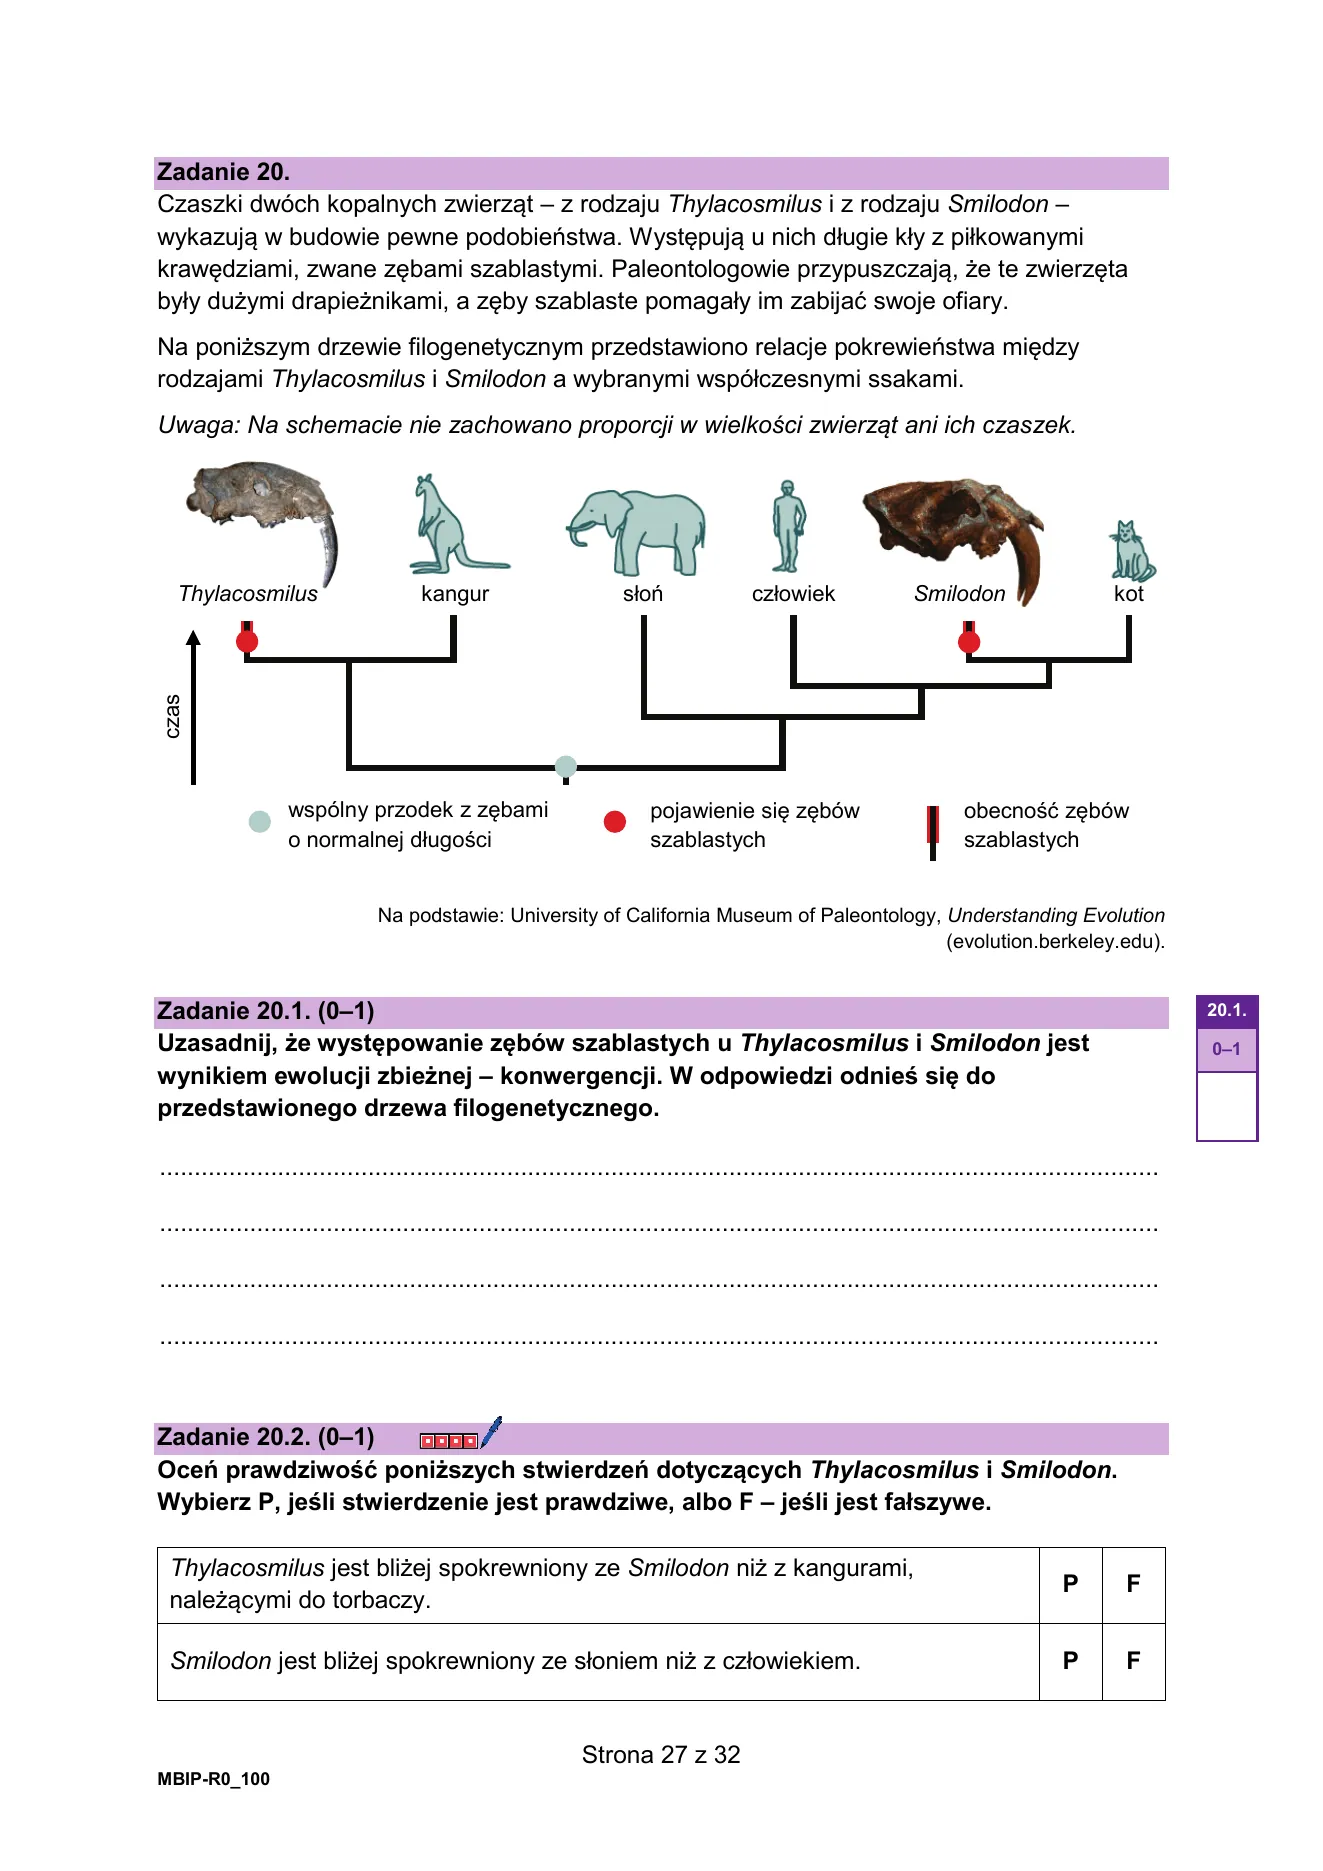 Zadanie 20.
Czaszki dwóch kopalnych zwierząt – z rodzaju Thylacosmilus i z rodzaju Smilodon –
wykazują w budowie pewne podobieństwa. Występują u nich długie kły z piłkowanymi
krawędziami, zwane zębami szablastymi. Paleontologowie przypuszczają, że te zwierzęta
były dużymi drapieżnikami, a zęby szablaste pomagały im zabijać swoje ofiary.
Na poniższym drzewie filogenetycznym przedstawiono relacje pokrewieństwa między
rodzajami Thylacosmilus i Smilodon a wybranymi współczesnymi ssakami.
Uwaga: Na schemacie nie zachowano proporcji w wielkości zwierząt ani ich czaszek.
Thylacosmilus kangur słoń człowiek Smilodon kot
czas
wspólny przodek z zębami
o normalnej długości
pojawienie się zębów
szablastych
obecność zębów
szablastych
Na podstawie: University of California Museum of Paleontology, Understanding Evolution
(evolution.berkeley.edu).
Zadanie 20.1. (0–1)
20.1.
0–1
Uzasadnij, że występowanie zębów szablastych u Thylacosmilus i Smilodon jest
wynikiem ewolucji zbieżnej – konwergencji. W odpowiedzi odnieś się do
przedstawionego drzewa filogenetycznego.
Zadanie 20.2. (0–1)
Oceń prawdziwość poniższych stwierdzeń dotyczących Thylacosmilus i Smilodon.
Wybierz P, jeśli stwierdzenie jest prawdziwe, albo F – jeśli jest fałszywe.
Thylacosmilus jest bliżej spokrewniony ze Smilodon niż z kangurami,
należącymi do torbaczy.
P F
Smilodon jest bliżej spokrewniony ze słoniem niż z człowiekiem.
P F
Strona 27 z 32
MBIP-R0_100